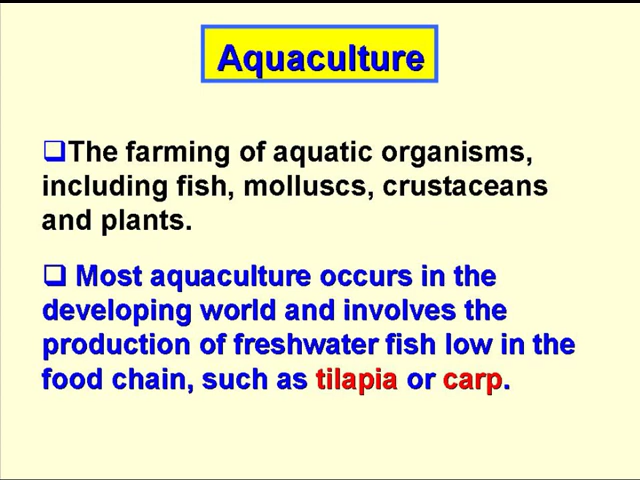 Aquaculture
❑The farming of aquatic organisms,
including fish, molluscs, crustaceans
and plants.
❑ Most aquaculture occurs in the
developing world and involves the
production of freshwater fish low in the
food chain, such as tilapia or carp.